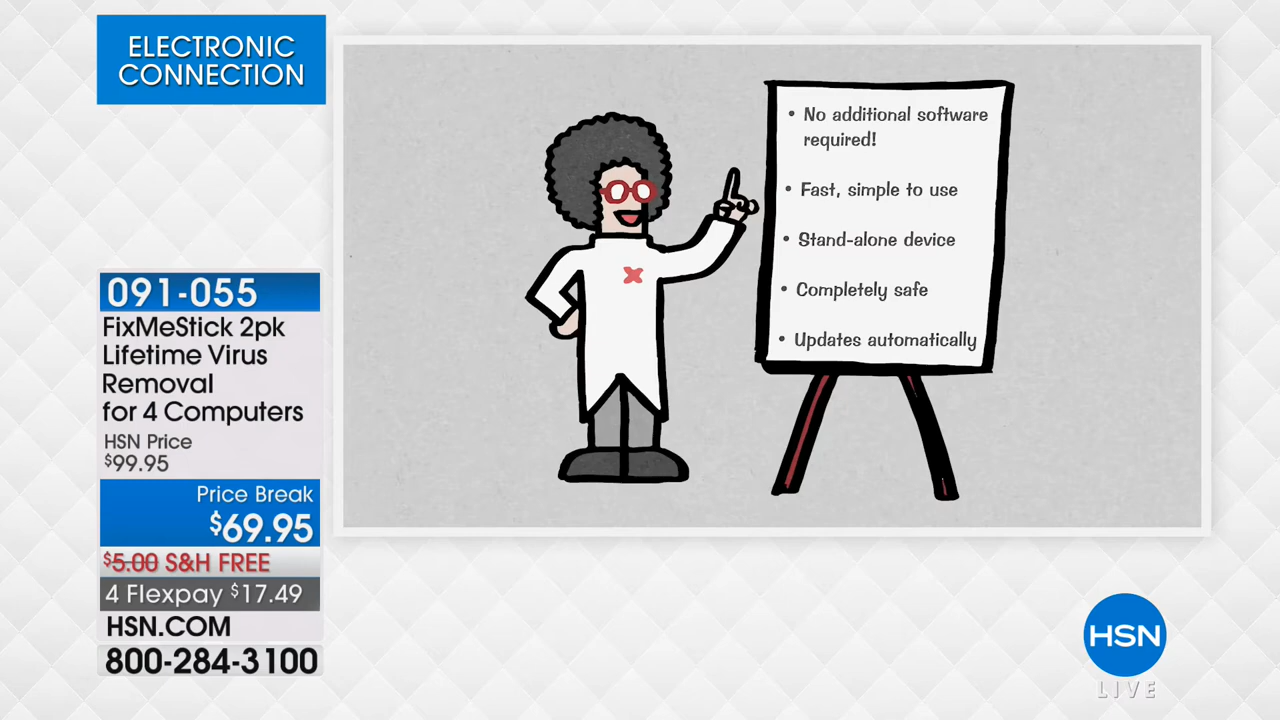 ELECTRONIC
CONNECTION
• No additional software
required!
• Fast, simple to use
• Stand-alone device
• Completely safe
• Updates automatically
091-055
FixMeStick 2pk
Lifetime Virus
Removal
for 4 Computers
HSN Price
$99.95
Price Break
$69.95
$5.00 S&H FREE
4 Flexpay $17.49
HSN.COM
800-284-3100
HSN
LIVE